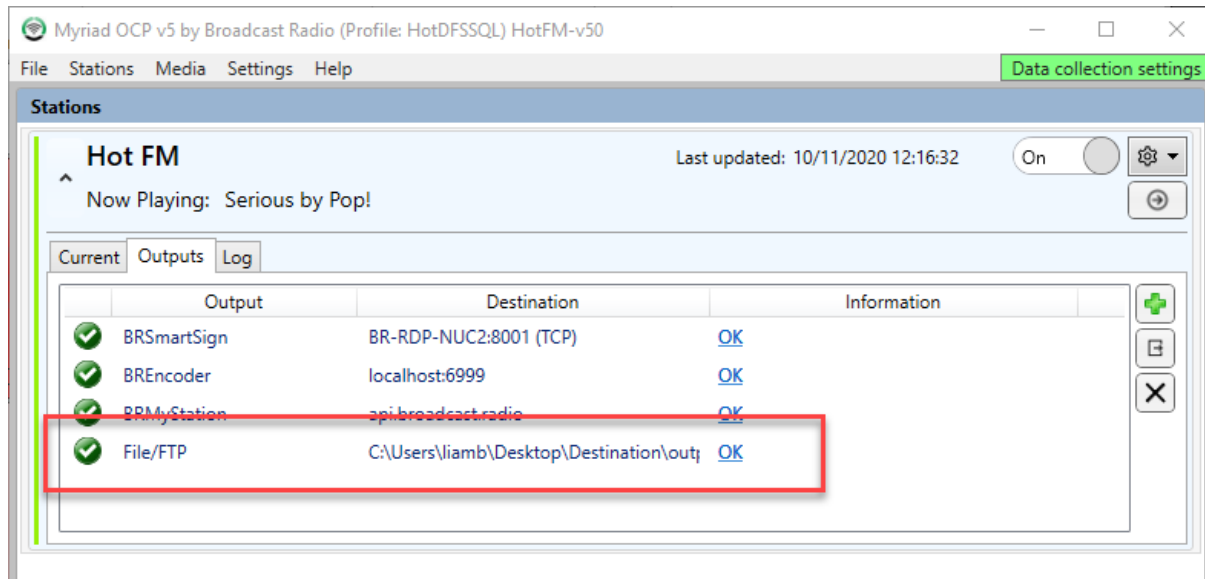 Myriad OCP v5 by Broadcast Radio (Profile: HotDFSSQL) HotFM-v50
File Stations Media Settings Help Data collection settings
Stations
Hot FM Last updated: 10/11/2020 12:16:32 On
Now Playing: Serious by Pop!
Current Outputs Log
Output Destination Information
BRSmartSign BR-RDP-NUC2:8001 (TCP) OK
BREncoder localhost:6999 OK
BRMyStation api.broadcast.radio OK
File/FTP C:\Users\liamb\Desktop\Destination\outp OK